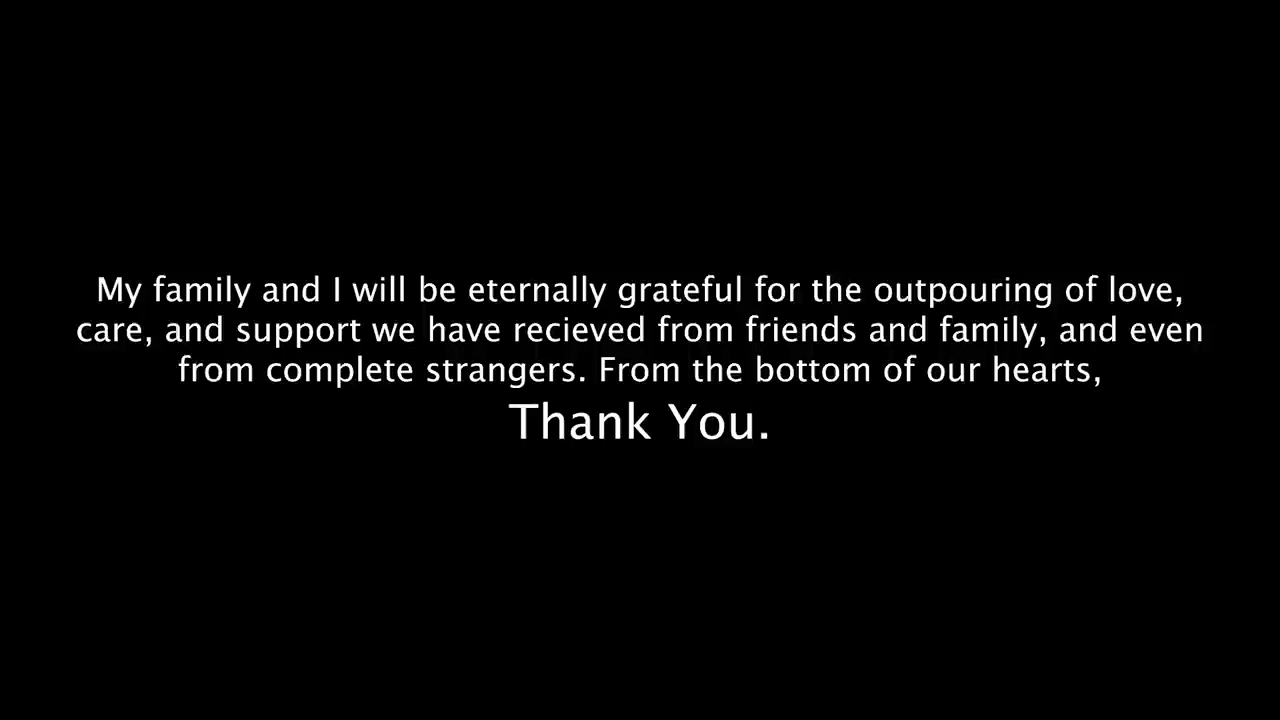 My family and I will be eternally grateful for the outpouring of love,
care, and support we have recieved from friends and family, and even
from complete strangers. From the bottom of our hearts,
Thank You.